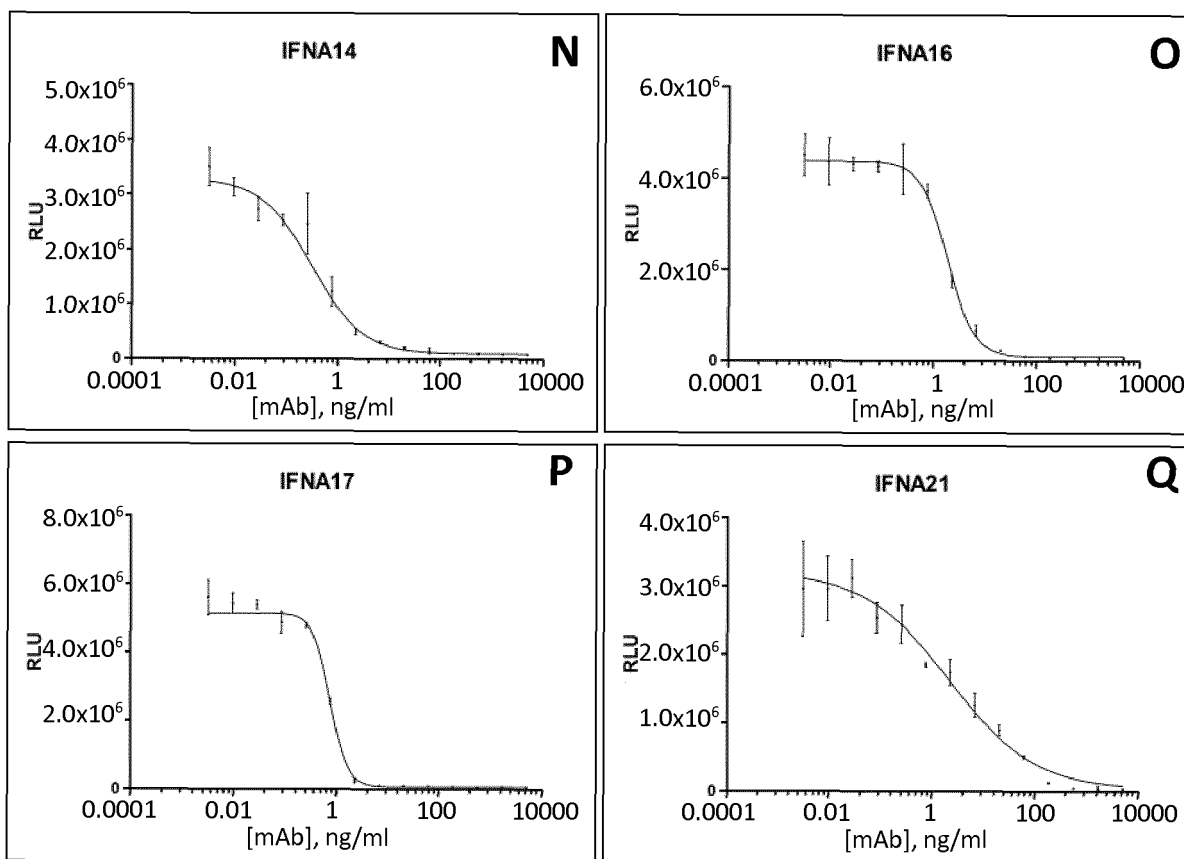 IFNA14
N
5.0x10⁶
4.0x10⁶
3.0x10⁶
2.0x10⁶
1.0x10⁶
0
RLU
0.0001 0.01 1 100 10000
[mAb], ng/ml
IFNA16
O
6.0x10⁶
4.0x10⁶
2.0x10⁶
0
RLU
0.0001 0.01 1 100 10000
[mAb], ng/ml
IFNA17
P
8.0x10⁶
6.0x10⁶
4.0x10⁶
2.0x10⁶
0
RLU
0.0001 0.01 1 100 10000
[mAb], ng/ml
IFNA21
Q
4.0x10⁶
3.0x10⁶
2.0x10⁶
1.0x10⁶
0
RLU
0.0001 0.01 1 100 10000
[mAb], ng/ml